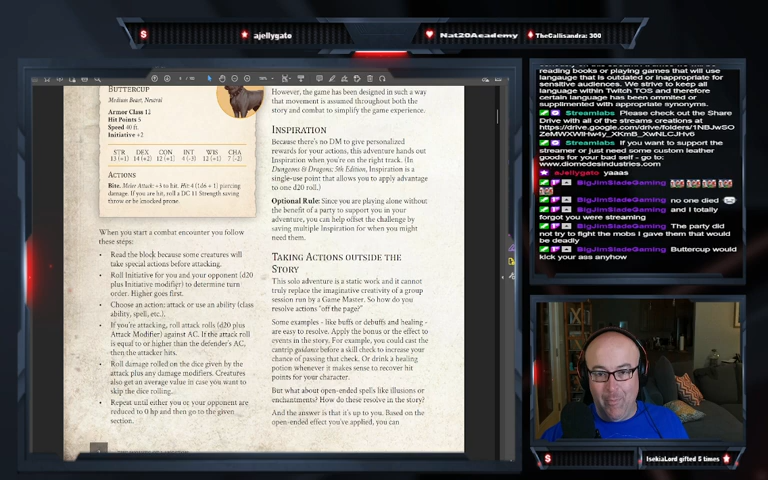 $ ajellygato Nat20Academy TheGallisandra: 300
BUTTERCUP
Medium Beast, Neutral
Armor Class 12
Hit Points 5
Speed 40 ft.
Initiative +2
STR DEX CON INT WIS CHA
13 (+1) 14 (+2) 12 (+1) 4 (-3) 12 (+1) 7 (-2)
ACTIONS
Bite. Melee Attack: +3 to hit. Hit: 4 (1d6 + 1) piercing
damage. If you are hit, roll a DC 11 Strength saving
throw or be knocked prone.
When you start a combat encounter you follow
these steps:
• Read the block because some creatures will
take special actions before attacking.
• Roll Initiative for you and your opponent (d20
plus Initiative modifier) to determine turn
order. Higher goes first.
• Choose an action: attack or use an ability (class
ability, spell, etc.).
• If you're attacking, roll attack rolls (d20 plus
Attack Modifier) against AC. If the attack roll
is equal to or higher than the defender's AC,
then the attacker hits.
• Roll damage rolled on the dice given by the
attack plus any damage modifiers. Creatures
also get an average value in case you want to
skip the dice rolling.
• Repeat until either you or your opponent are
reduced to 0 hp and then go to the given
section.
However, the game has been designed in such a way
that movement is assumed throughout both the
story and combat to simplify the game experience.
INSPIRATION
Because there's no DM to give personalized
rewards for your actions, this adventure hands out
Inspiration when you're on the right track. (In
Dungeons & Dragons 5th Edition, Inspiration is a
single-use point that allows you to apply advantage
to one d20 roll.)
Optional Rule: Since you are playing alone without
the benefit of a party to support you in your
adventure, you can help offset the challenge by
saving multiple Inspiration for when you might
need them.
TAKING ACTIONS OUTSIDE THE
STORY
This solo adventure is a static work and it cannot
truly replace the imaginative creativity of a group
session run by a Game Master. So how do you
resolve actions "off the page?"
Some examples - like buffs or debuffs and healing -
are easy to resolve. Apply the bonus or the effect to
events in the story. For example, you could cast the
cantrip guidance before a skill check to increase your
chance of passing that check. Or drink a healing
potion whenever it makes sense to recover hit
points for your character.
But what about open-ended spells like illusions or
enchantments? How do these resolve in the story?
And the answer is that it's up to you. Based on the
open-ended effect you've applied, you can
reading books or playing games that will use
langauge that is outdated or inappropriate for
sensitive audiences. We strive to keep all
language within Twitch TOS and therefore
certain language has been omitted or
supplimented with appropriate synonyms.
Streamlabs: Please check out the Share
Drive with all of the streams creations at
Streamlabs: If you want to support the
streamer or just need some custom leather
goods for your bad self - go to:
www.diomedesindustries.com
ajellygato yaaas
BigJimSladeGaming
BigJimSladeGaming no one died
BigJimSladeGaming and I totally
forgot you were streaming
BigJimSladeGaming The party did
not try to fight the mobs I gave them that would
be deadly
BigJimSladeGaming Buttercup would
kick your ass anyhow
$ IsekiaLord gifted 5 times